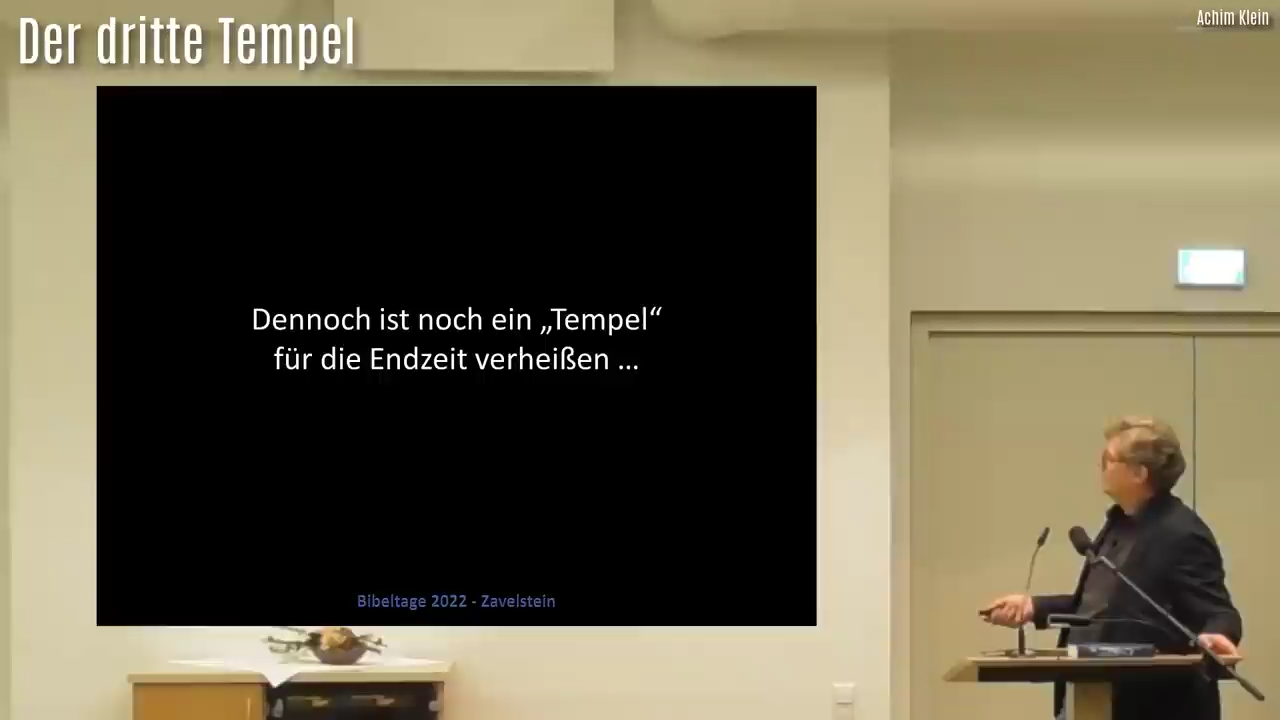 Der dritte Tempel
Achim Klein
Dennoch ist noch ein „Tempel“
für die Endzeit verheißen ...
Bibeltage 2022 - Zavelstein